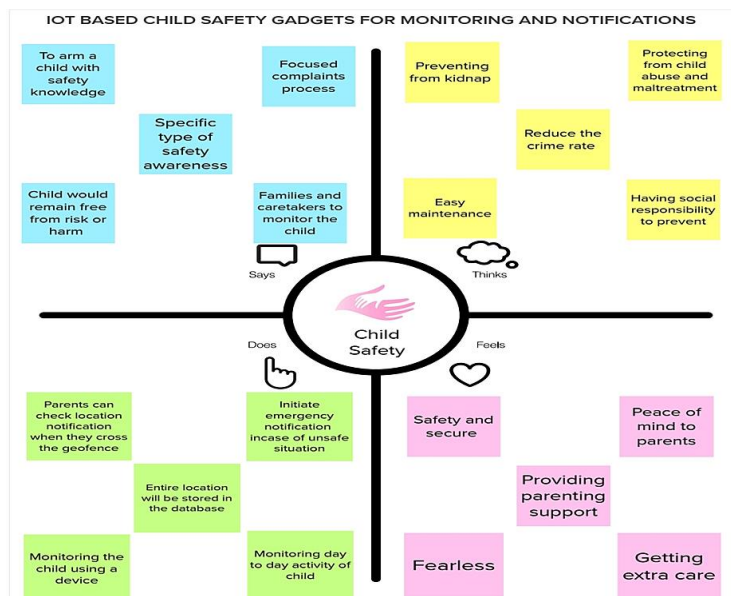 IOT BASED CHILD SAFETY GADGETS FOR MONITORING AND NOTIFICATIONS
To arm a
child with
safety
knowledge
Focused
complaints
process
Specific
type of
safety
awareness
Child would
remain free
from risk or
harm
Families and
caretakers to
monitor the
child
Says
Preventing
from kidnap
Protecting
from child
abuse and
maltreatment
Reduce the
crime rate
Easy
maintenance
Having social
responsibility
to prevent
Thinks
Child
Safety
Does
Parents can
check location
notification
when they cross
the geofence
Initiate
emergency
notification
incase of unsafe
situation
Entire location
will be stored in
the database
Monitoring the
child using a
device
Monitoring day
to day activity of
child
Feels
Safety and
secure
Peace of
mind to
parents
Providing
parenting
support
Fearless
Getting
extra care